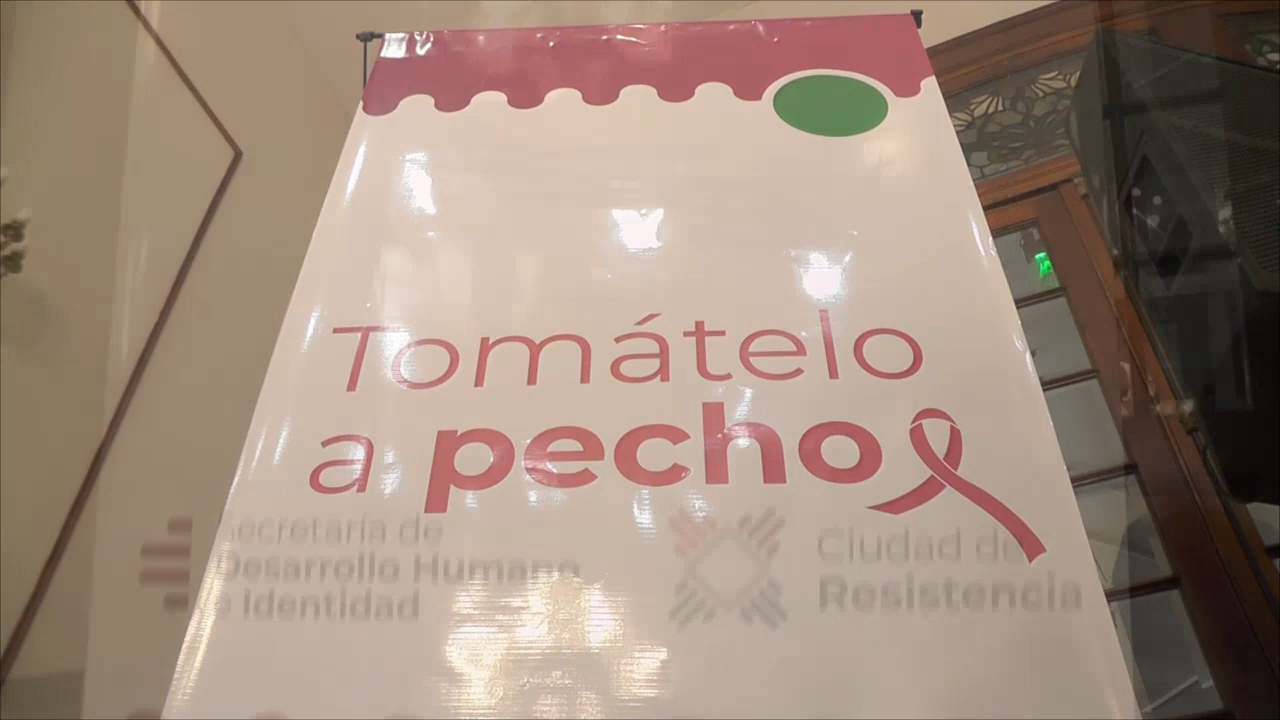 Tomátelo
a pecho
Secretaría de
Desarrollo Humano
e Identidad
Ciudad de
Resistencia